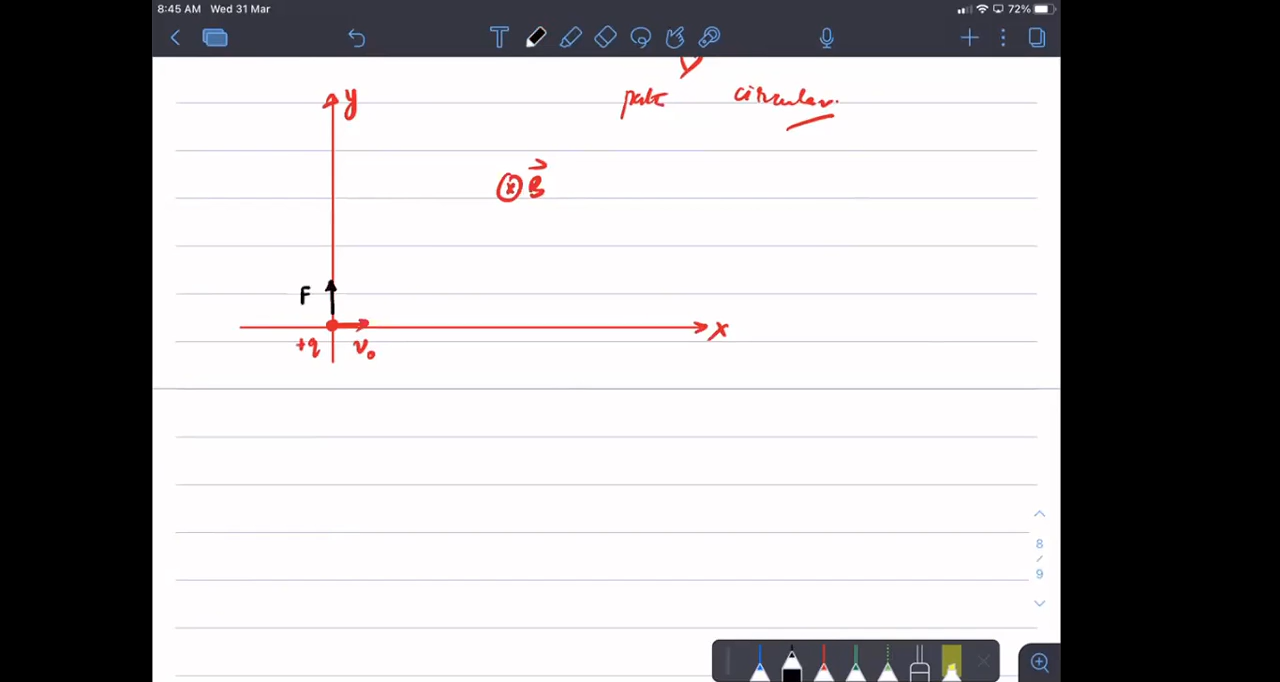 8:45 AM Wed 31 Mar
72%
T
y
path circular.
B
F
+q v₀
x
8
/
9